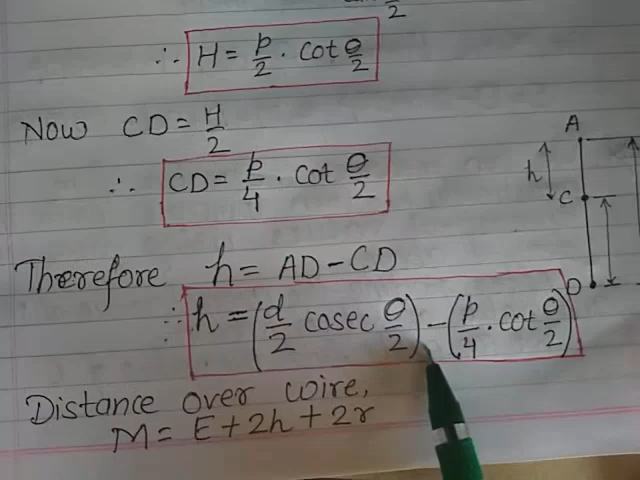 2
∴ H = p/2 · cot θ/2
Now CD = H/2
∴ CD = p/4 · cot θ/2
A
h
C
D
Therefore h = AD - CD
∴ h = (d/2 cosec θ/2) - (p/4 · cot θ/2)
Distance over wire,
M = E + 2h + 2r